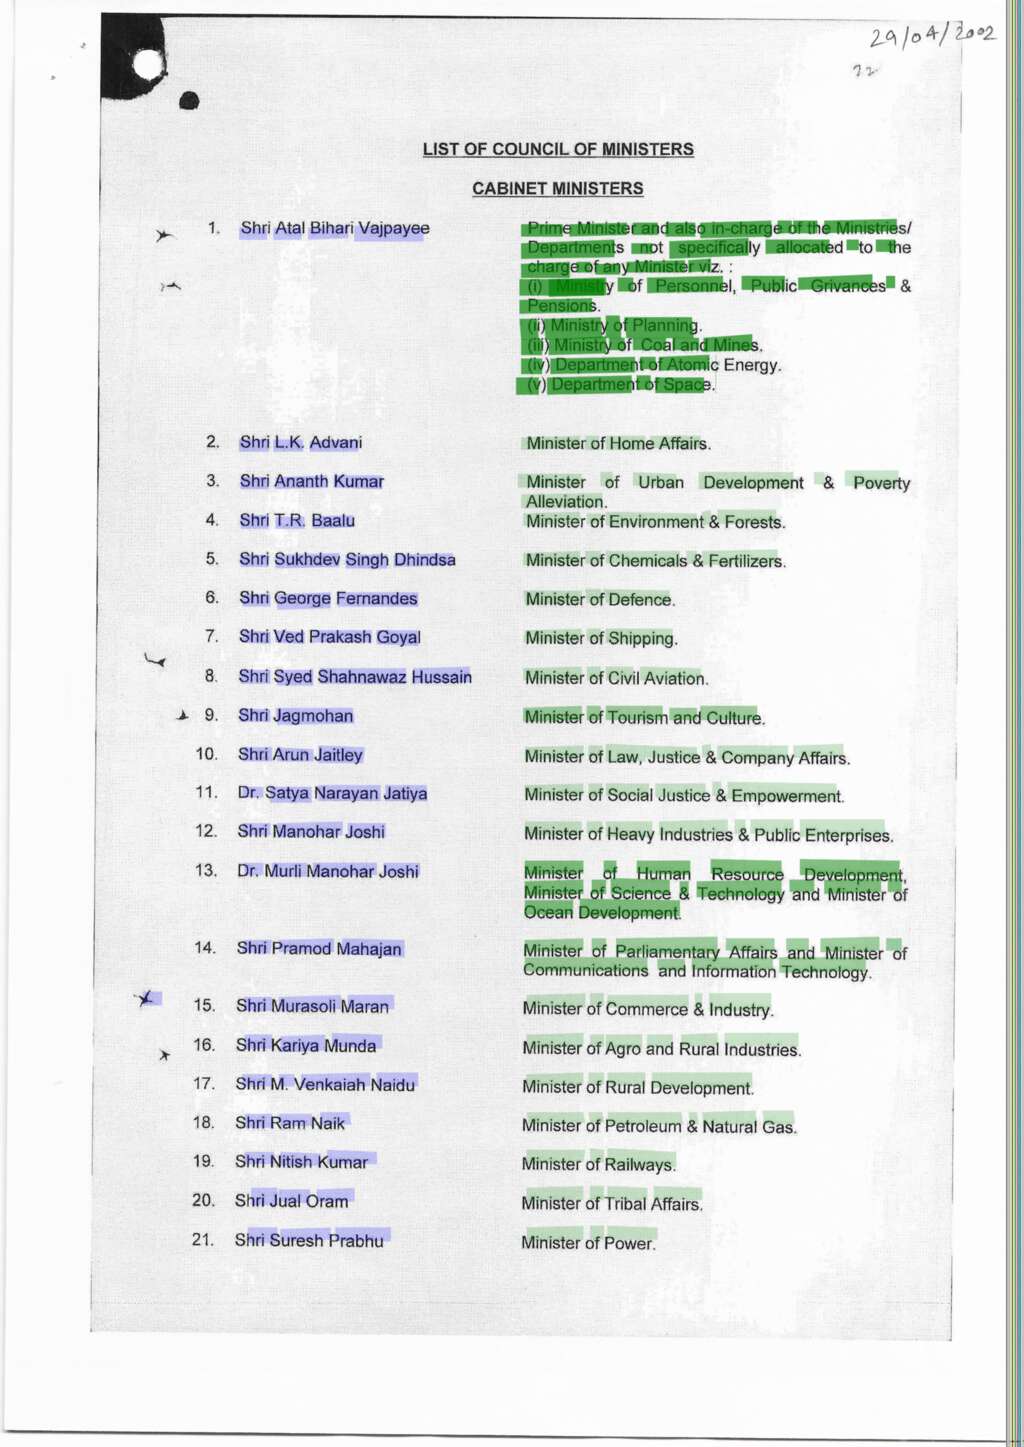 29/04/2002
22
LIST OF COUNCIL OF MINISTERS
CABINET MINISTERS
1. Shri Atal Bihari Vajpayee Prime Minister and also in-charge of the Ministries/
Departments not specifically allocated to the
charge of any Minister viz. :
(i) Ministry of Personnel, Public Grivances &
Pensions.
(ii) Ministry of Planning.
(iii) Ministry of Coal and Mines.
(iv) Department of Atomic Energy.
(v) Department of Space.
2. Shri L.K. Advani Minister of Home Affairs.
3. Shri Ananth Kumar Minister of Urban Development & Poverty
Alleviation.
4. Shri T.R. Baalu Minister of Environment & Forests.
5. Shri Sukhdev Singh Dhindsa Minister of Chemicals & Fertilizers.
6. Shri George Fernandes Minister of Defence.
7. Shri Ved Prakash Goyal Minister of Shipping.
8. Shri Syed Shahnawaz Hussain Minister of Civil Aviation.
9. Shri Jagmohan Minister of Tourism and Culture.
10. Shri Arun Jaitley Minister of Law, Justice & Company Affairs.
11. Dr. Satya Narayan Jatiya Minister of Social Justice & Empowerment.
12. Shri Manohar Joshi Minister of Heavy Industries & Public Enterprises.
13. Dr. Murli Manohar Joshi Minister of Human Resource Development,
Minister of Science & Technology and Minister of
Ocean Development.
14. Shri Pramod Mahajan Minister of Parliamentary Affairs and Minister of
Communications and Information Technology.
15. Shri Murasoli Maran Minister of Commerce & Industry.
16. Shri Kariya Munda Minister of Agro and Rural Industries.
17. Shri M. Venkaiah Naidu Minister of Rural Development.
18. Shri Ram Naik Minister of Petroleum & Natural Gas.
19. Shri Nitish Kumar Minister of Railways.
20. Shri Jual Oram Minister of Tribal Affairs.
21. Shri Suresh Prabhu Minister of Power.